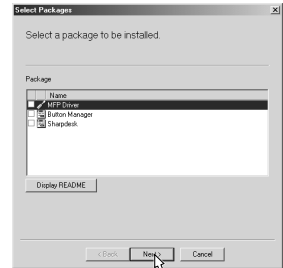 Select Packages
Select a package to be installed.
Package
Name
MFP Driver
Button Manager
Sharpdesk
Display README
< Back
Next >
Cancel